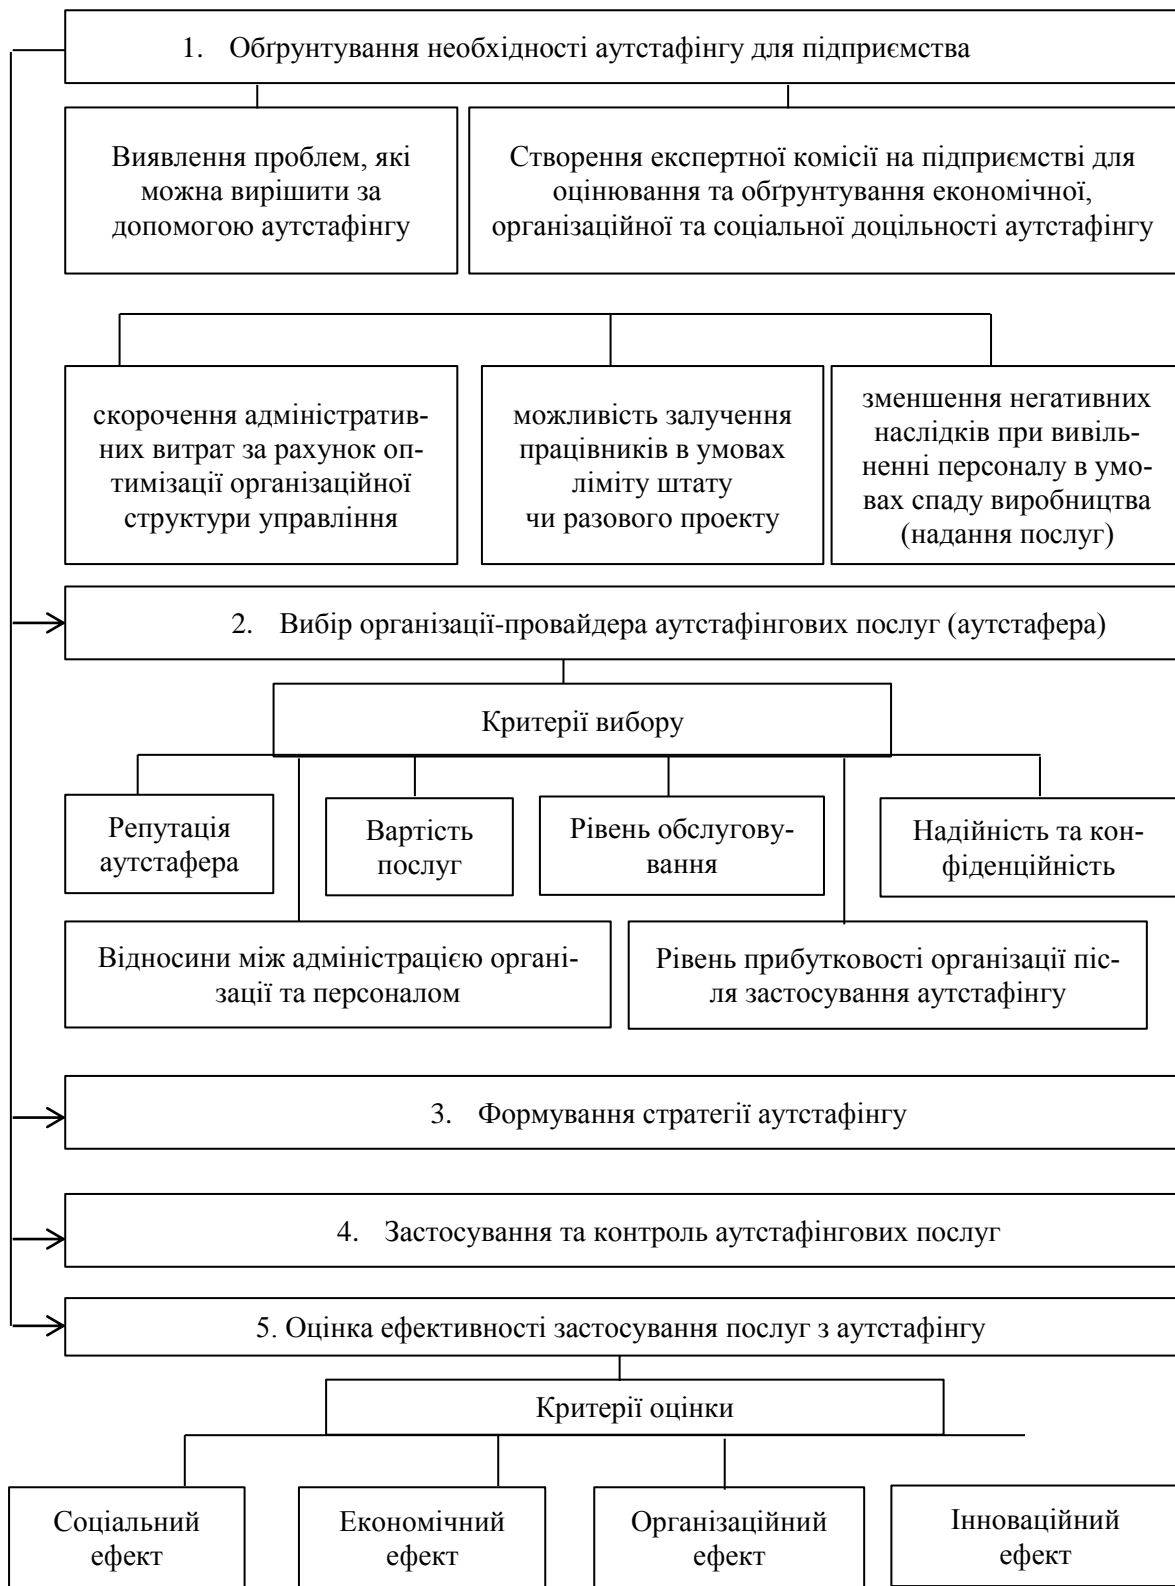 1. Обґрунтування необхідності аутстафінгу для підприємства
Виявлення проблем, які
можна вирішити за
допомогою аутстафінгу
Створення експертної комісії на підприємстві для
оцінювання та обґрунтування економічної,
організаційної та соціальної доцільності аутстафінгу
скорочення адміністратив-
них витрат за рахунок оп-
тимізації організаційної
структури управління
можливість залучення
працівників в умовах
ліміту штату
чи разового проекту
зменшення негативних
наслідків при вивіль-
ненні персоналу в умо-
вах спаду виробництва
(надання послуг)
2. Вибір організації-провайдера аутстафінгових послуг (аутстафера)
Критерії вибору
Репутація
аутстафера
Вартість
послуг
Рівень обслугову-
вання
Надійність та кон-
фіденційність
Відносини між адміністрацією органі-
зації та персоналом
Рівень прибутковості організації піс-
ля застосування аутстафінгу
3. Формування стратегії аутстафінгу
4. Застосування та контроль аутстафінгових послуг
5. Оцінка ефективності застосування послуг з аутстафінгу
Критерії оцінки
Соціальний
ефект
Економічний
ефект
Організаційний
ефект
Інноваційний
ефект